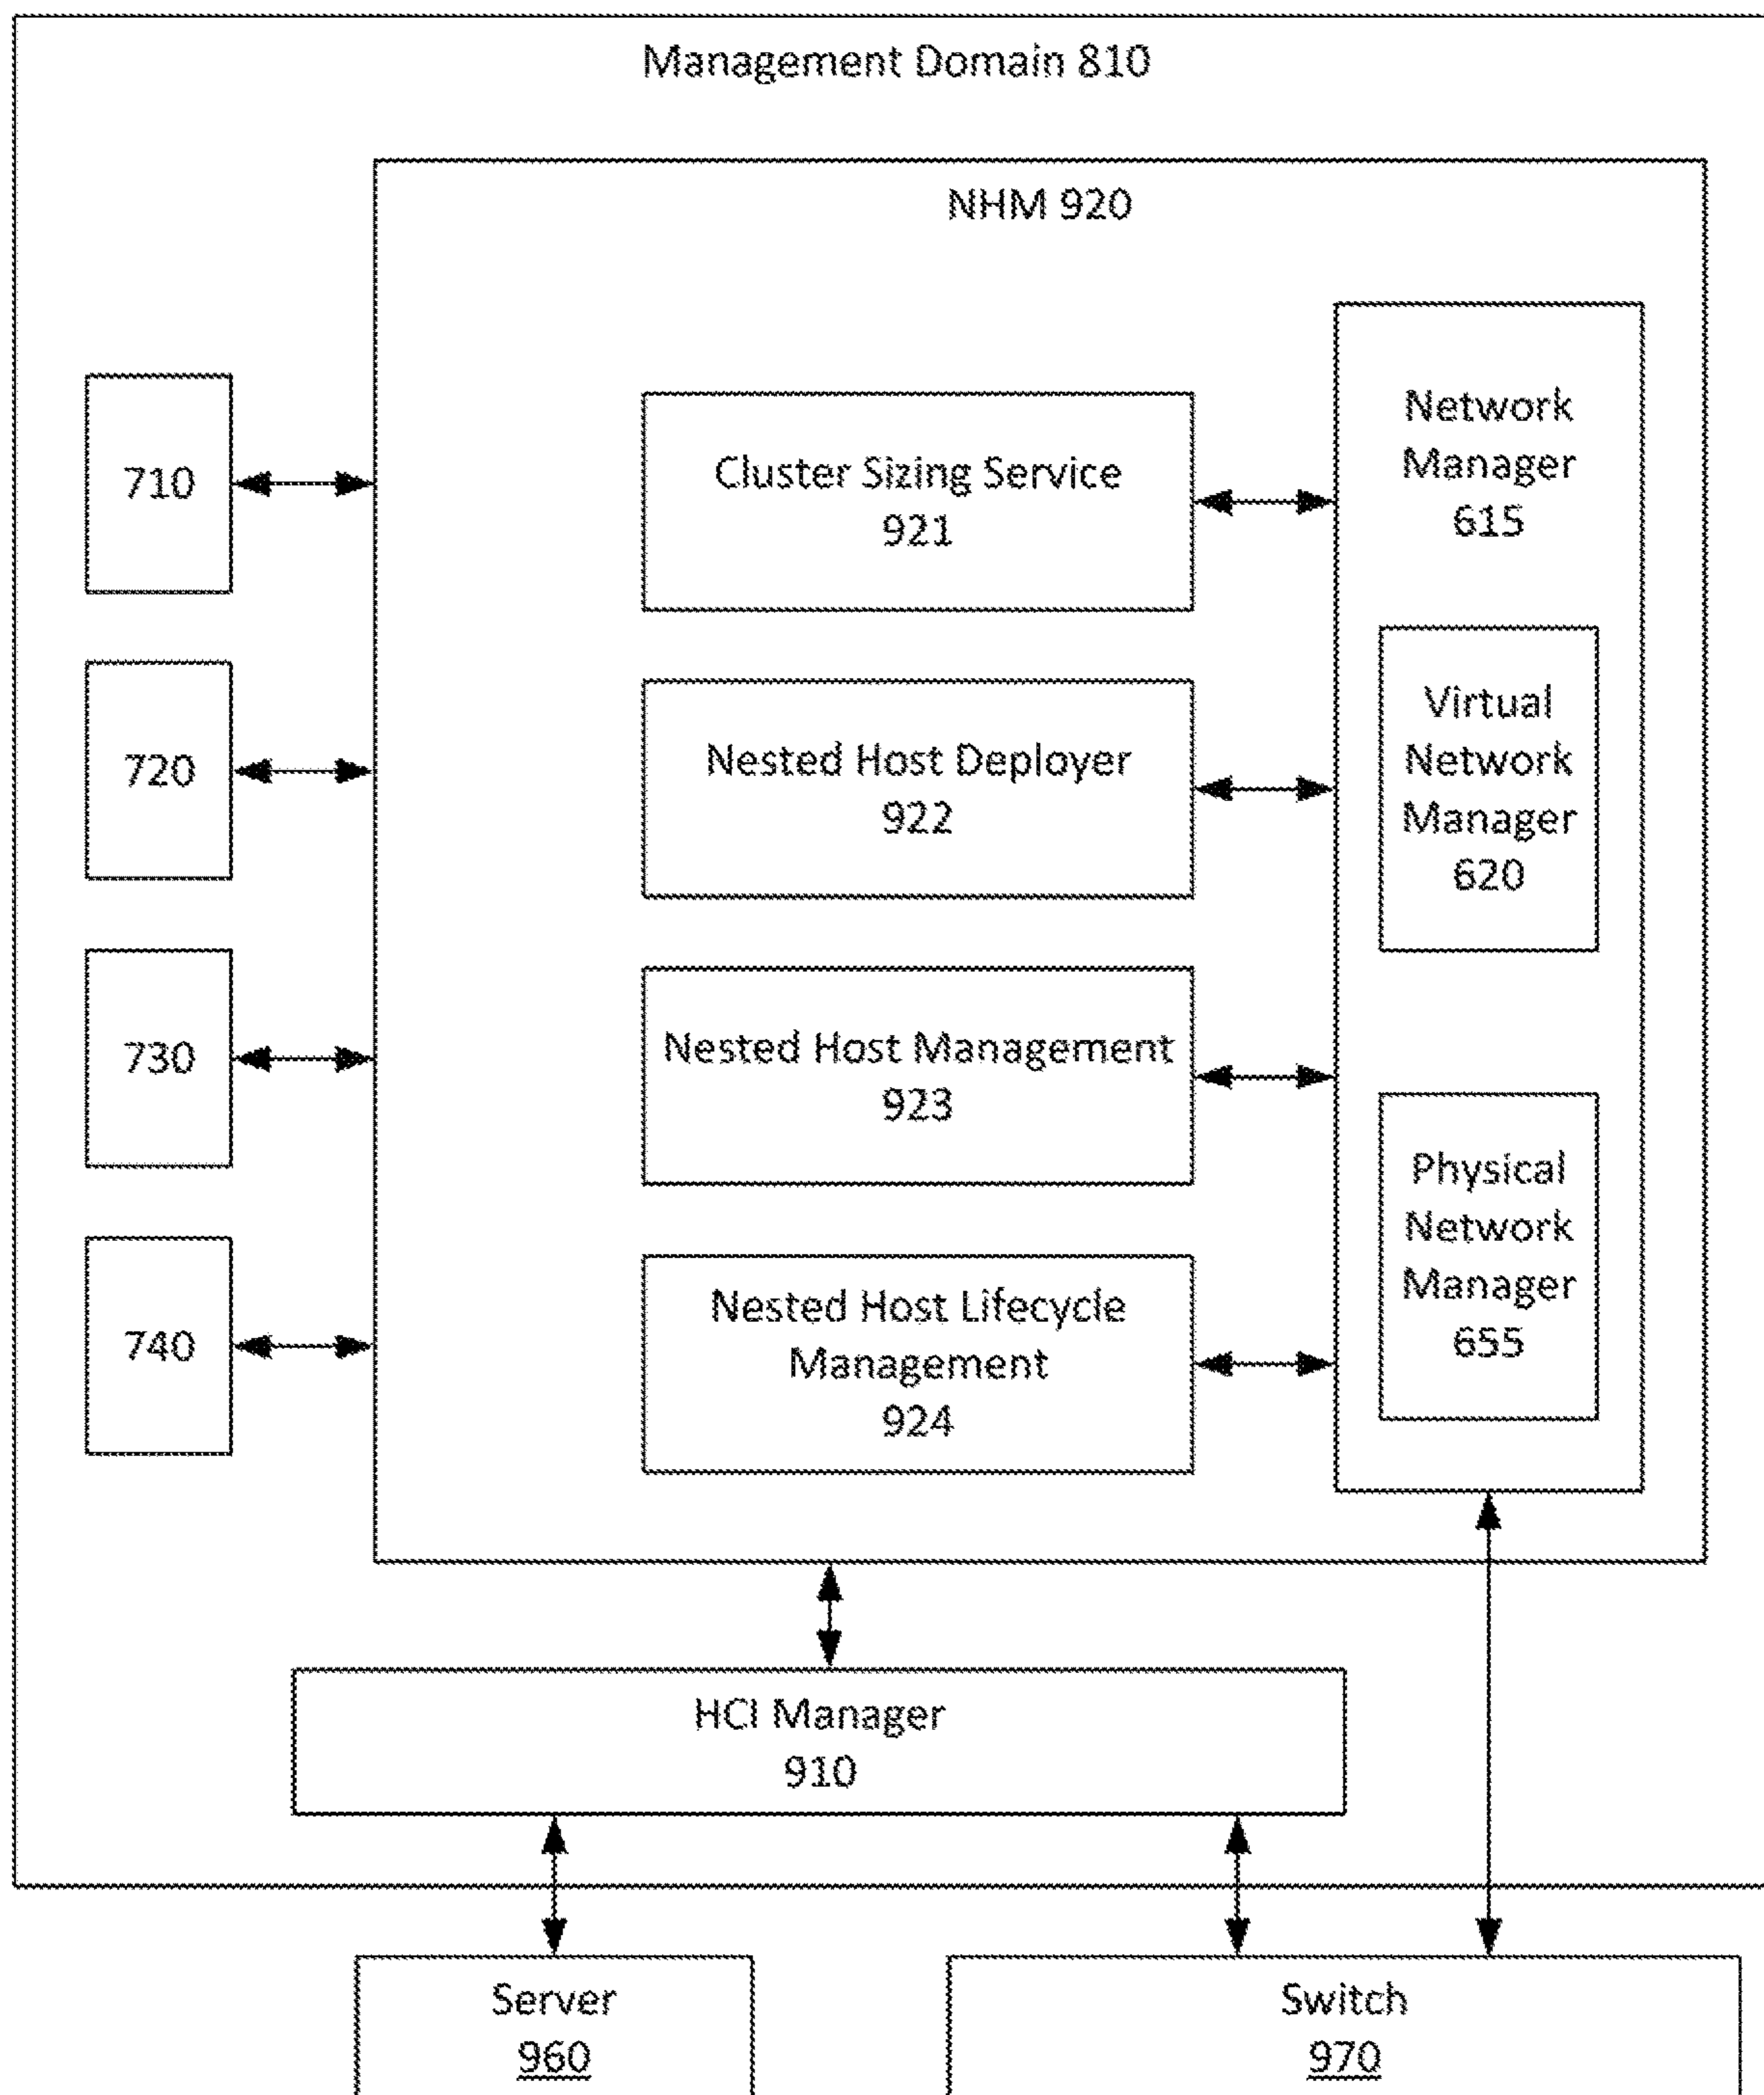 Management Domain 810
NHM 920
710
720
730
740
Cluster Sizing Service
921
Nested Host Deployer
922
Nested Host Management
923
Nested Host Lifecycle
Management
924
Network
Manager
615
Virtual
Network
Manager
620
Physical
Network
Manager
655
HCI Manager
910
Server
960
Switch
970